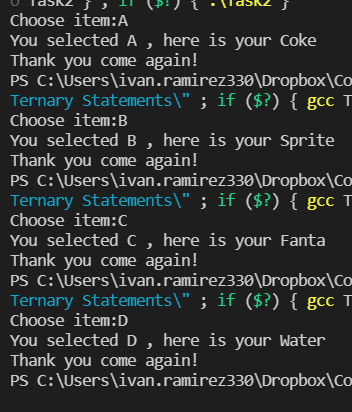 Task2 } ; if ($?) { .\Task2 }
Choose item:A
You selected A , here is your Coke
Thank you come again!
PS C:\Users\ivan.ramirez330\Dropbox\Co
Ternary Statements\" ; if ($?) { gcc T
Choose item:B
You selected B , here is your Sprite
Thank you come again!
PS C:\Users\ivan.ramirez330\Dropbox\Co
Ternary Statements\" ; if ($?) { gcc T
Choose item:C
You selected C , here is your Fanta
Thank you come again!
PS C:\Users\ivan.ramirez330\Dropbox\Co
Ternary Statements\" ; if ($?) { gcc T
Choose item:D
You selected D , here is your Water
Thank you come again!
PS C:\Users\ivan.ramirez330\Dropbox\Co